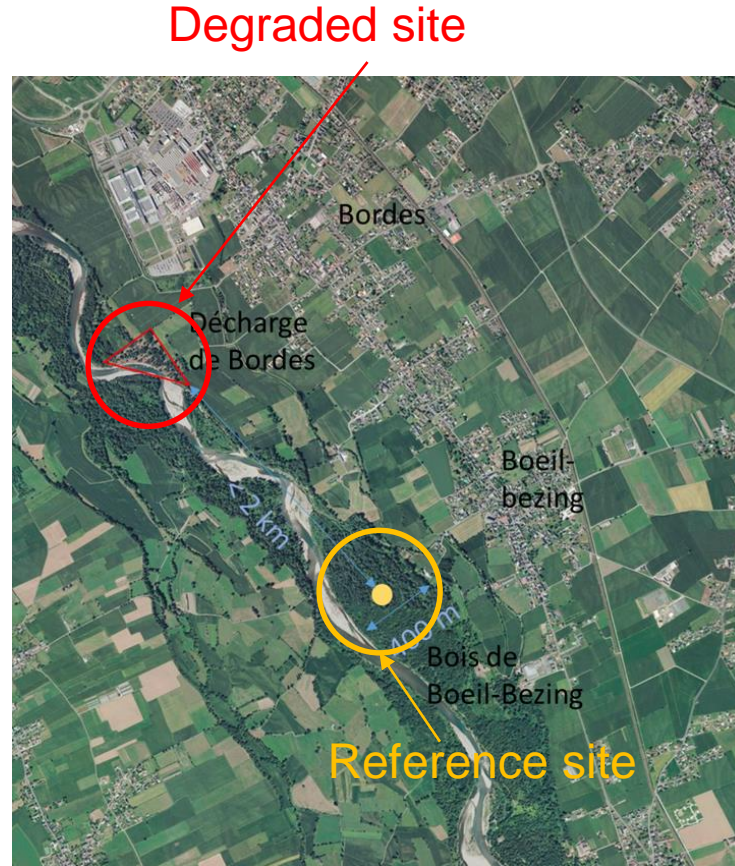 Degraded site
Bordes
Décharge
de Bordes
Boeil-
bezing
< 2 km
400 m
Bois de
Boeil-Bezing
Reference site